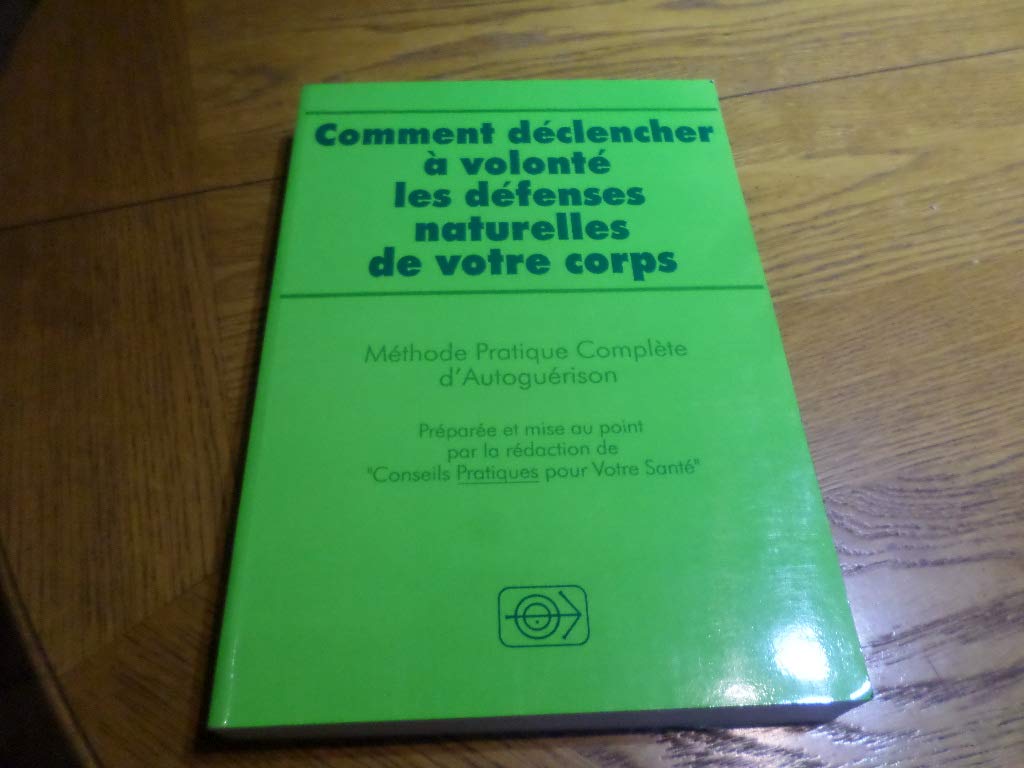 Comment déclencher
à volonté
les défenses
naturelles
de votre corps
Méthode Pratique Complète
d'Autoguérison
Préparée et mise au point
par la rédaction de
"Conseils Pratiques pour Votre Santé"